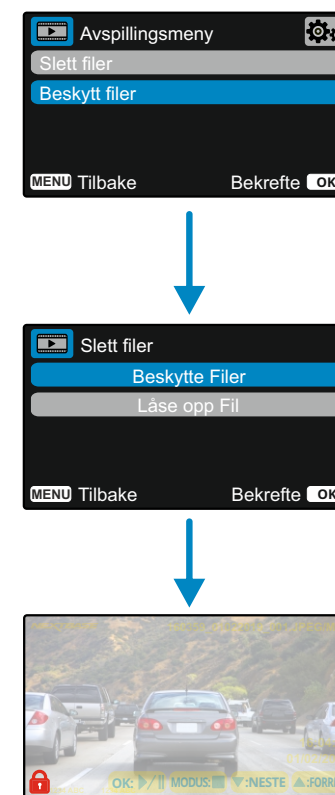 Avspillingsmeny
Slett filer
Beskytt filer
MENU Tilbake Bekrefte OK
Slett filer
Beskytte Filer
Låse opp Fil
MENU Tilbake Bekrefte OK
OK: MODUS: :NESTE :FORRI